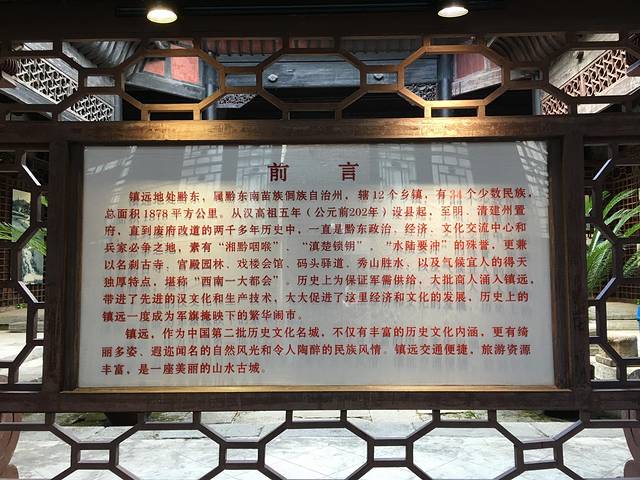 前 言
镇远地处黔东，属黔东南苗族侗族自治州，辖12个乡镇，有34个少数民族，
总面积1878平方公里。从汉高祖五年（公元前202年）设县起，至明、清建州置
府，直到废府改道的两千多年历史中，一直是黔东政治、经济、文化交流中心和
兵家必争之地，素有“湘黔咽喉”、“滇楚锁钥”、“水陆要冲”的殊誉，更兼
以名刹古寺、官殿园林、戏楼会馆、码头驿道、秀山胜水、以及气候宜人的得天
独厚特点，堪称“西南一大都会”。历史上为保证军需供给，大批商人涌入镇远，
带进了先进的汉文化和生产技术，大大促进了这里经济和文化的发展，历史上的
镇远一度成为军旗掩映下的繁华闹市。
镇远，作为中国第二批历史文化名城，不仅有丰富的历史文化内涵，更有绮
丽多姿、遐迩闻名的自然风光和令人陶醉的民族风情。镇远交通便捷，旅游资源
丰富，是一座美丽的山水古城。